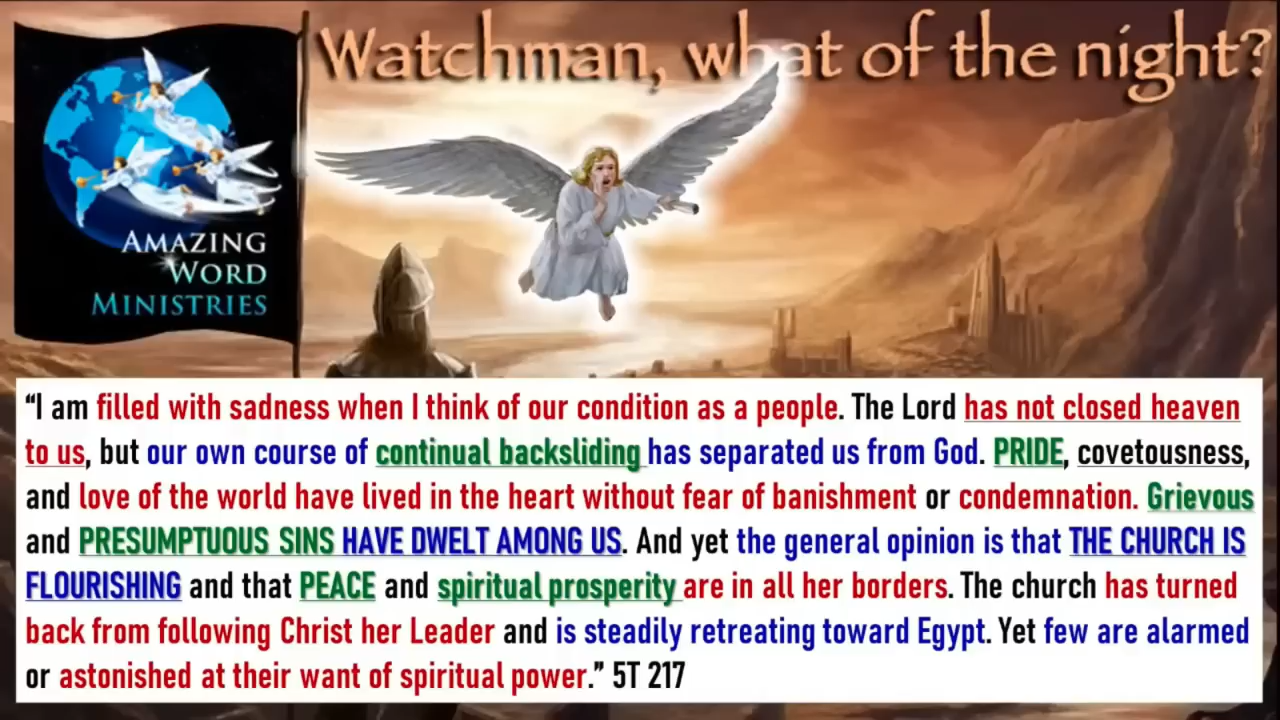 Watchman, what of the night?
AMAZING
WORD
MINISTRIES
“I am filled with sadness when I think of our condition as a people. The Lord has not closed heaven
to us, but our own course of continual backsliding has separated us from God. PRIDE, covetousness,
and love of the world have lived in the heart without fear of banishment or condemnation. Grievous
and PRESUMPTUOUS SINS HAVE DWELT AMONG US. And yet the general opinion is that THE CHURCH IS
FLOURISHING and that PEACE and spiritual prosperity are in all her borders. The church has turned
back from following Christ her Leader and is steadily retreating toward Egypt. Yet few are alarmed
or astonished at their want of spiritual power.” 5T 217